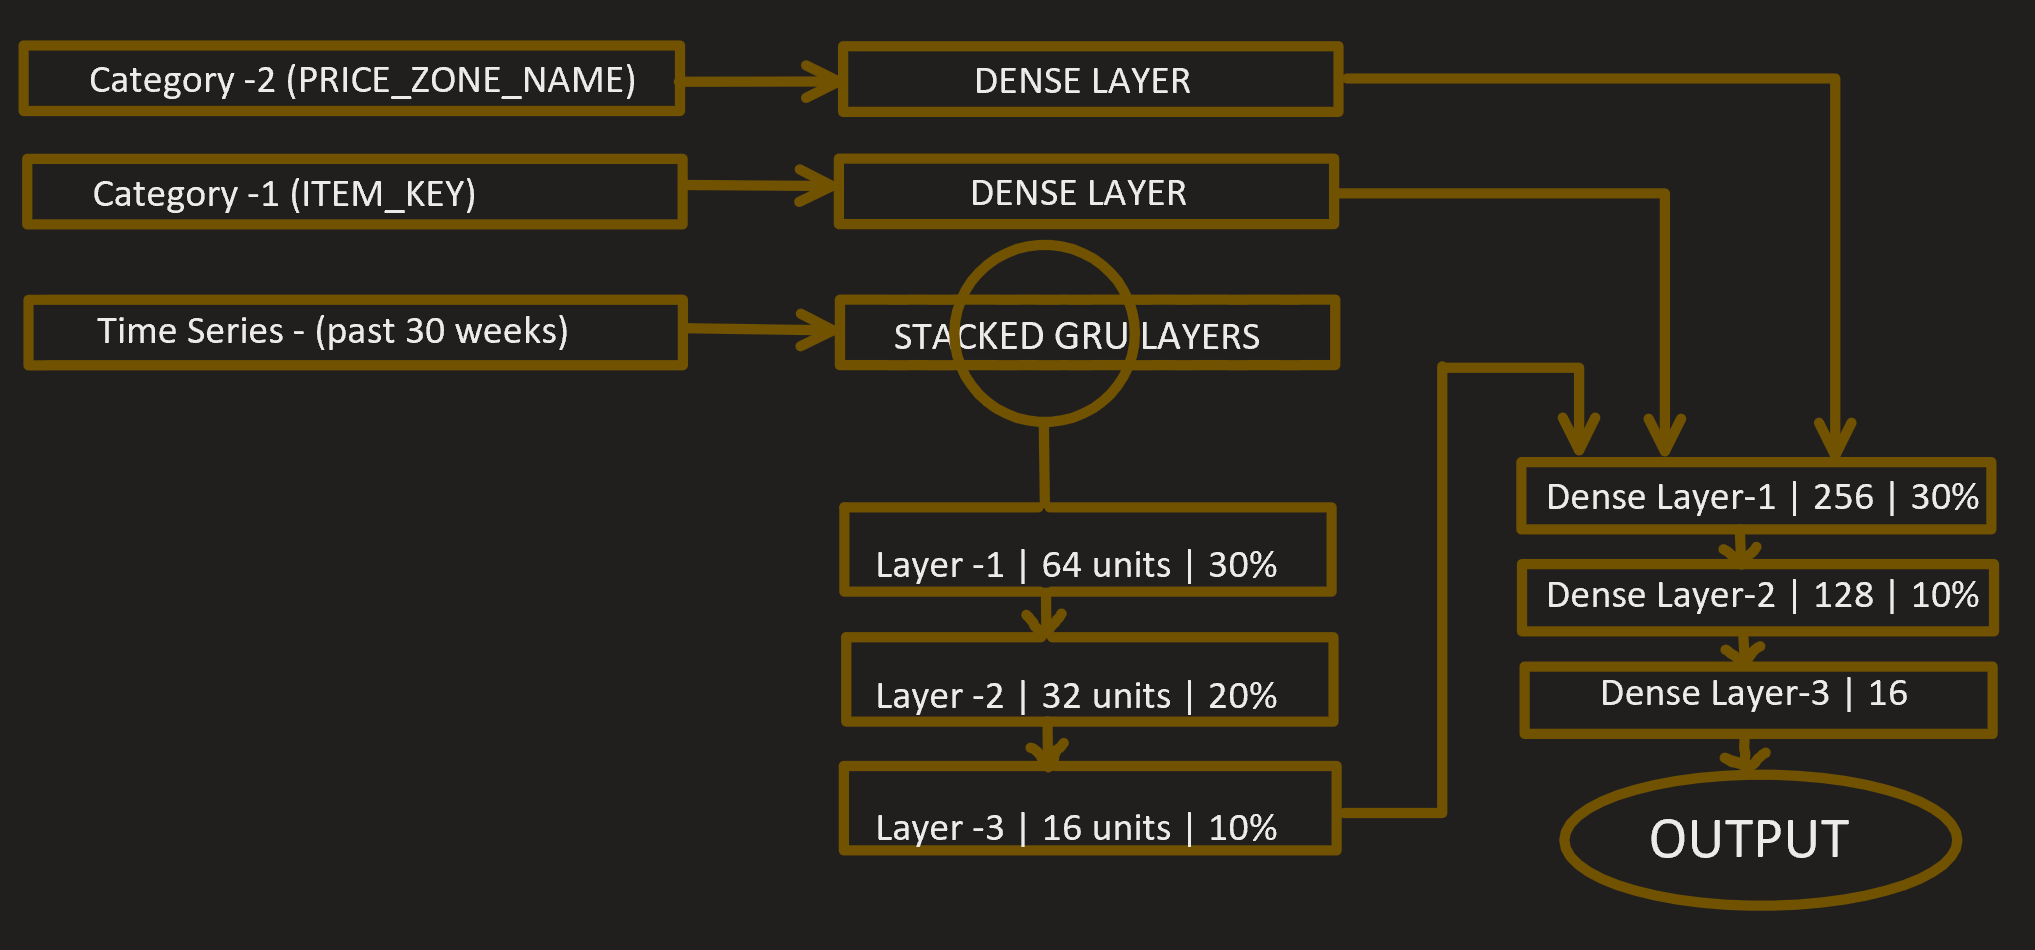 Category -2 (PRICE_ZONE_NAME)
DENSE LAYER
Category -1 (ITEM_KEY)
DENSE LAYER
Time Series - (past 30 weeks)
STACKED GRU LAYERS
Layer -1 | 64 units | 30%
Layer -2 | 32 units | 20%
Layer -3 | 16 units | 10%
Dense Layer-1 | 256 | 30%
Dense Layer-2 | 128 | 10%
Dense Layer-3 | 16
OUTPUT